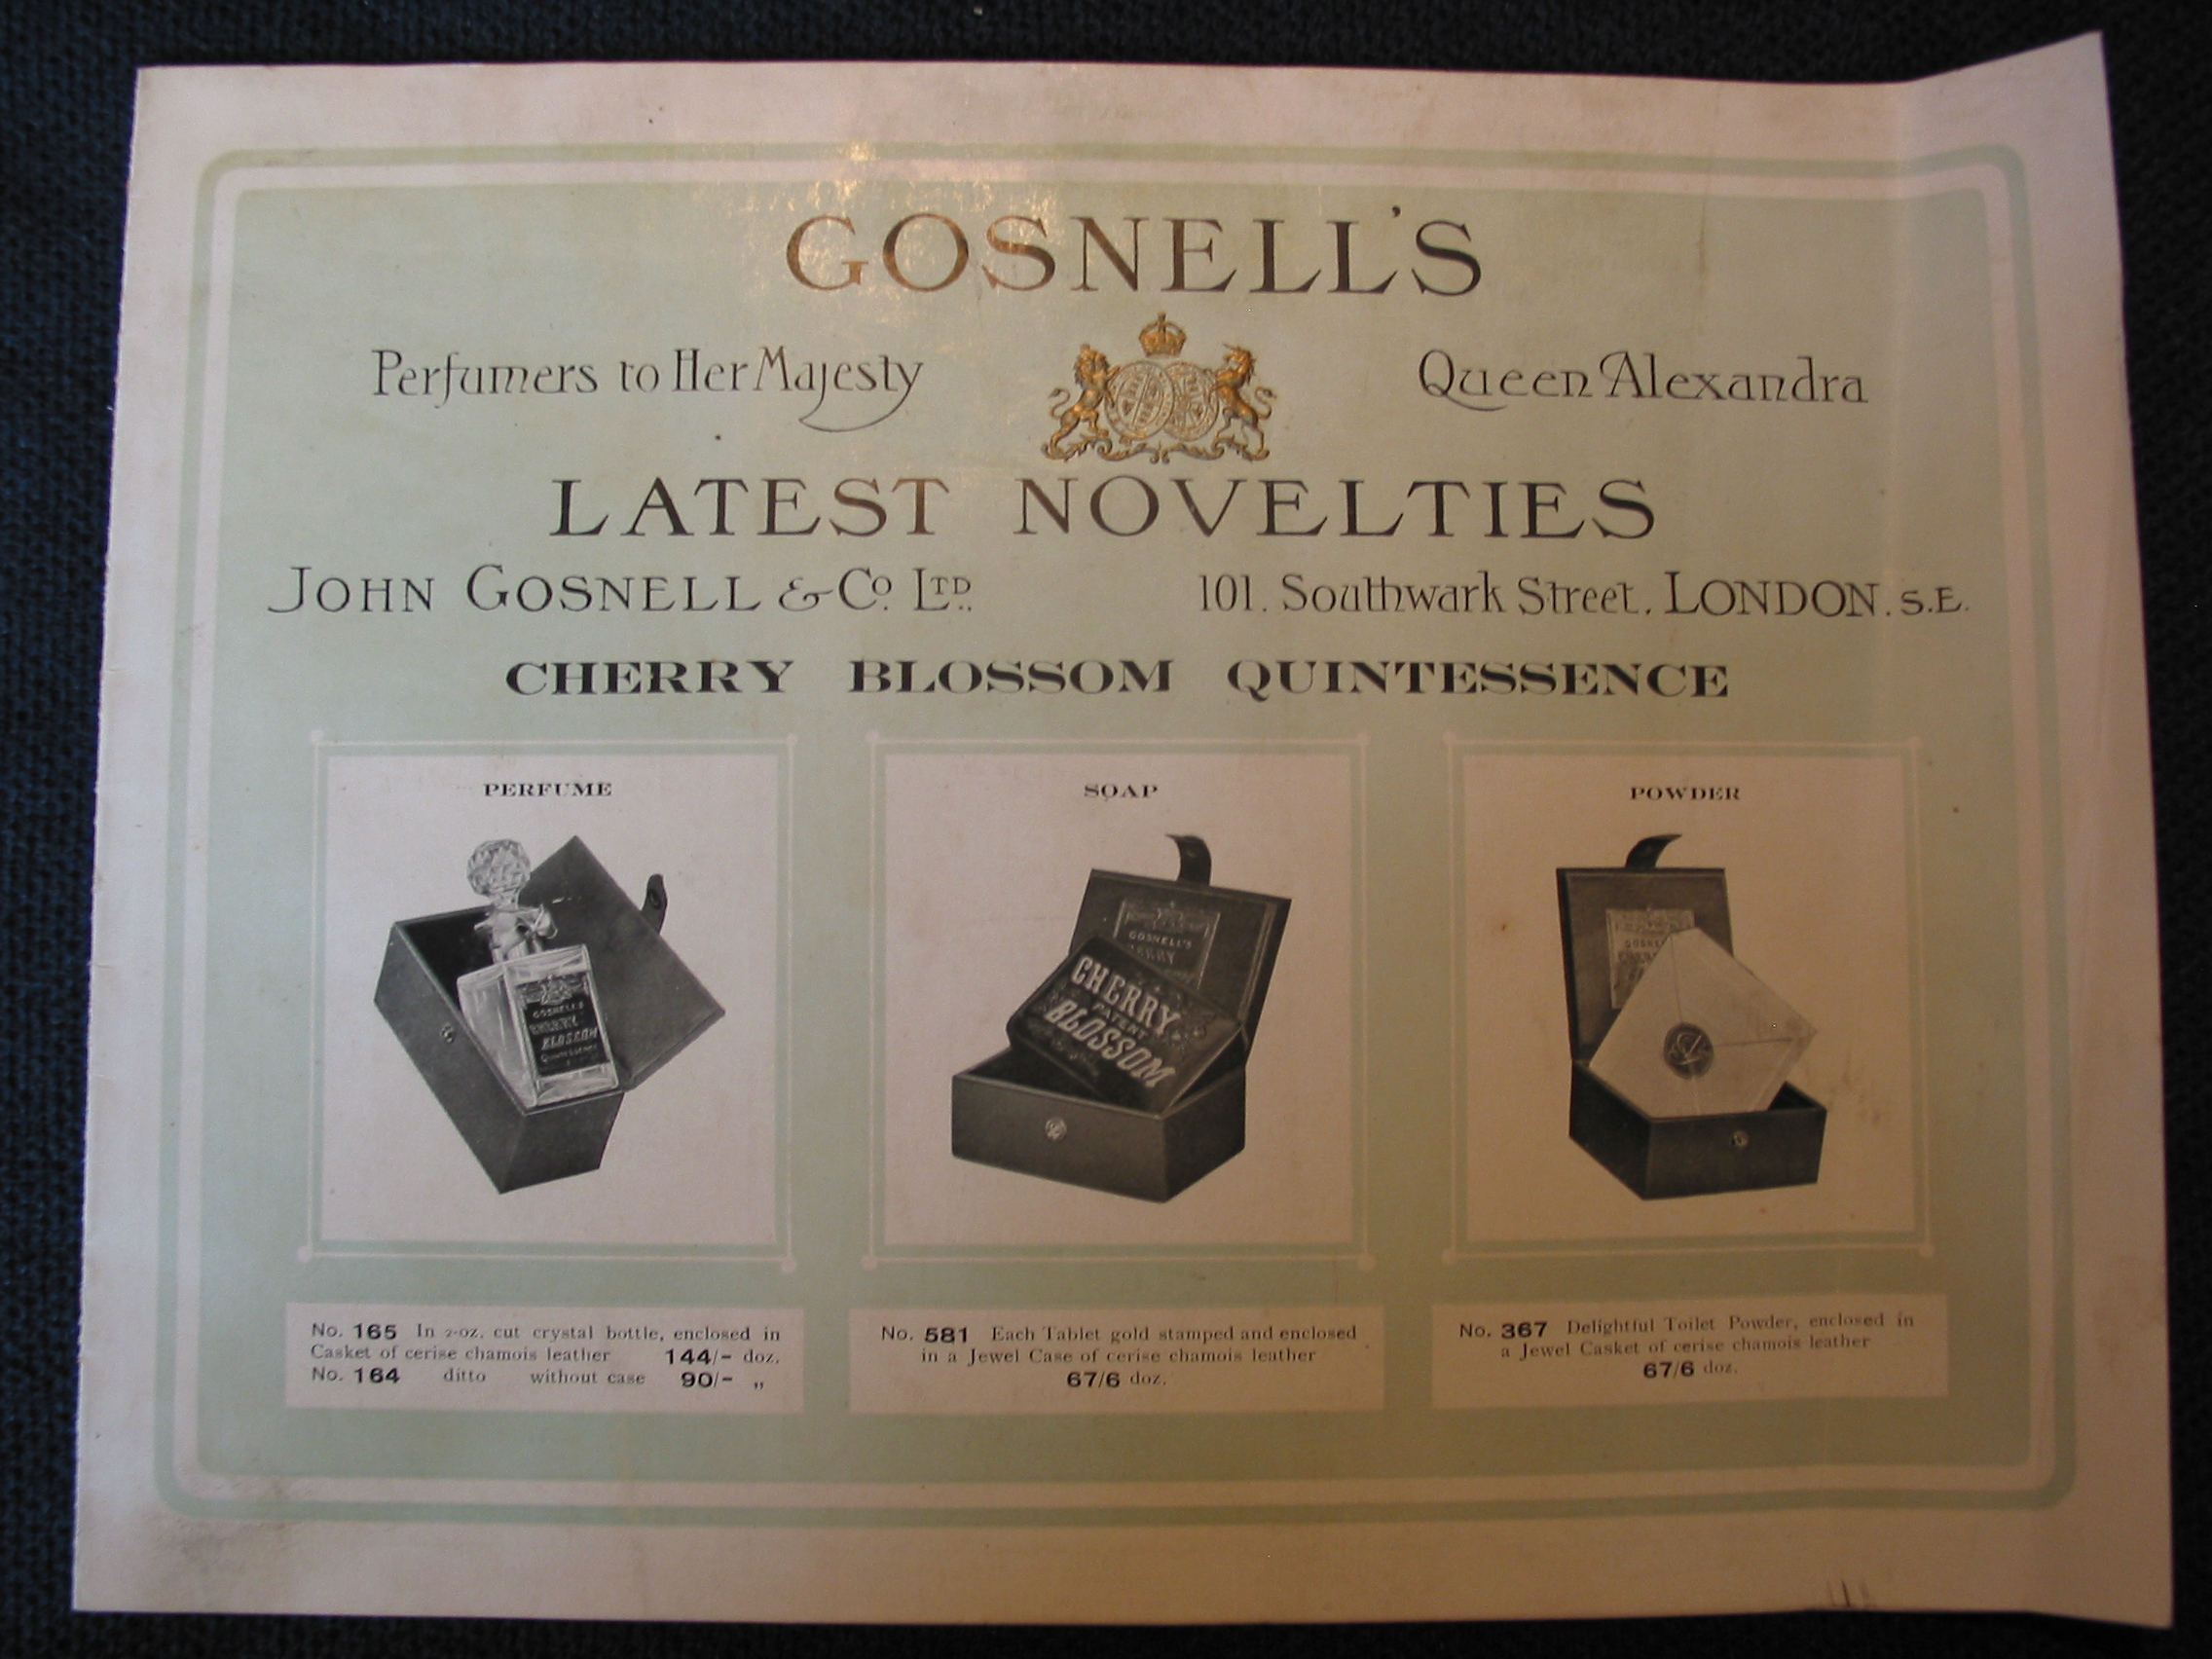 GOSNELL'S
Perfumers to Her Majesty Queen Alexandra
LATEST NOVELTIES
JOHN GOSNELL & Co. LTD. 101. Southwark Street. LONDON. S.E.
CHERRY BLOSSOM QUINTESSENCE
PERFUME
GOSNELL'S
CHERRY
BLOSSOM
QUINTESSENCE
No. 165 In 2-oz. cut crystal bottle, enclosed in
Casket of cerise chamois leather 144/- doz.
No. 164 ditto without case 90/- „
SOAP
GOSNELL'S
CHERRY
CHERRY
PATENT
BLOSSOM
No. 581 Each Tablet gold stamped and enclosed
in a Jewel Case of cerise chamois leather
67/6 doz.
POWDER
No. 367 Delightful Toilet Powder, enclosed in
a Jewel Casket of cerise chamois leather
67/6 doz.